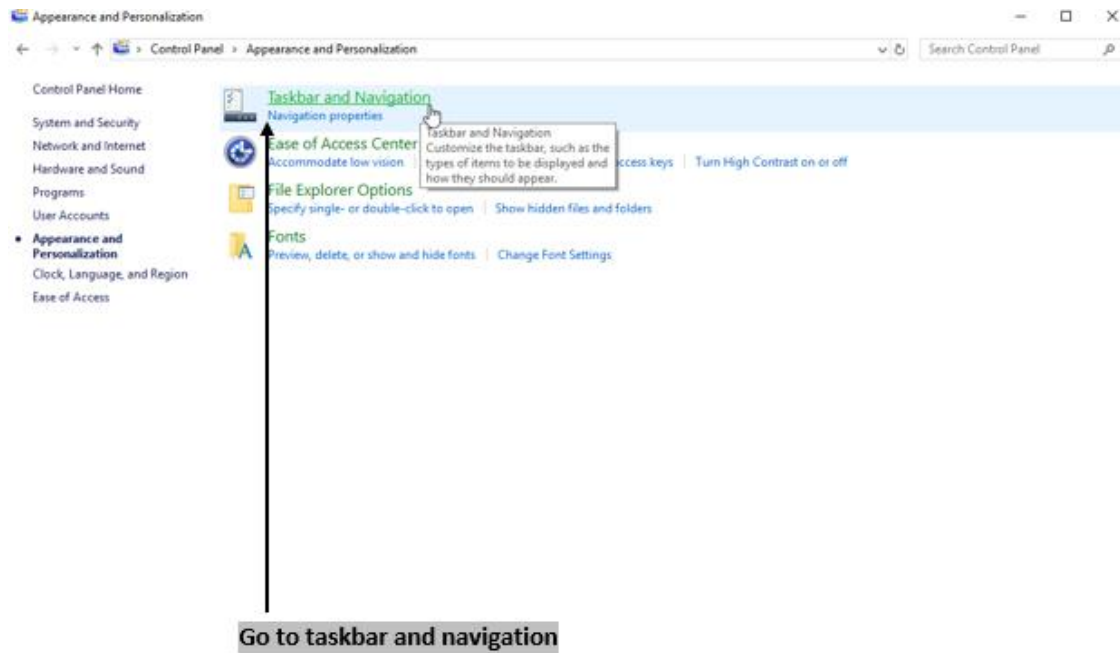 Appearance and Personalization
Control Panel > Appearance and Personalization
Search Control Panel
Control Panel Home
System and Security
Network and Internet
Hardware and Sound
Programs
User Accounts
Appearance and
Personalization
Clock, Language, and Region
Ease of Access
Taskbar and Navigation
Navigation properties
Taskbar and Navigation
Customize the taskbar, such as the
types of items to be displayed and
how they should appear.
Ease of Access Center
Accommodate low vision
access keys | Turn High Contrast on or off
File Explorer Options
Specify single- or double-click to open | Show hidden files and folders
Fonts
Preview, delete, or show and hide fonts | Change Font Settings
Go to taskbar and navigation